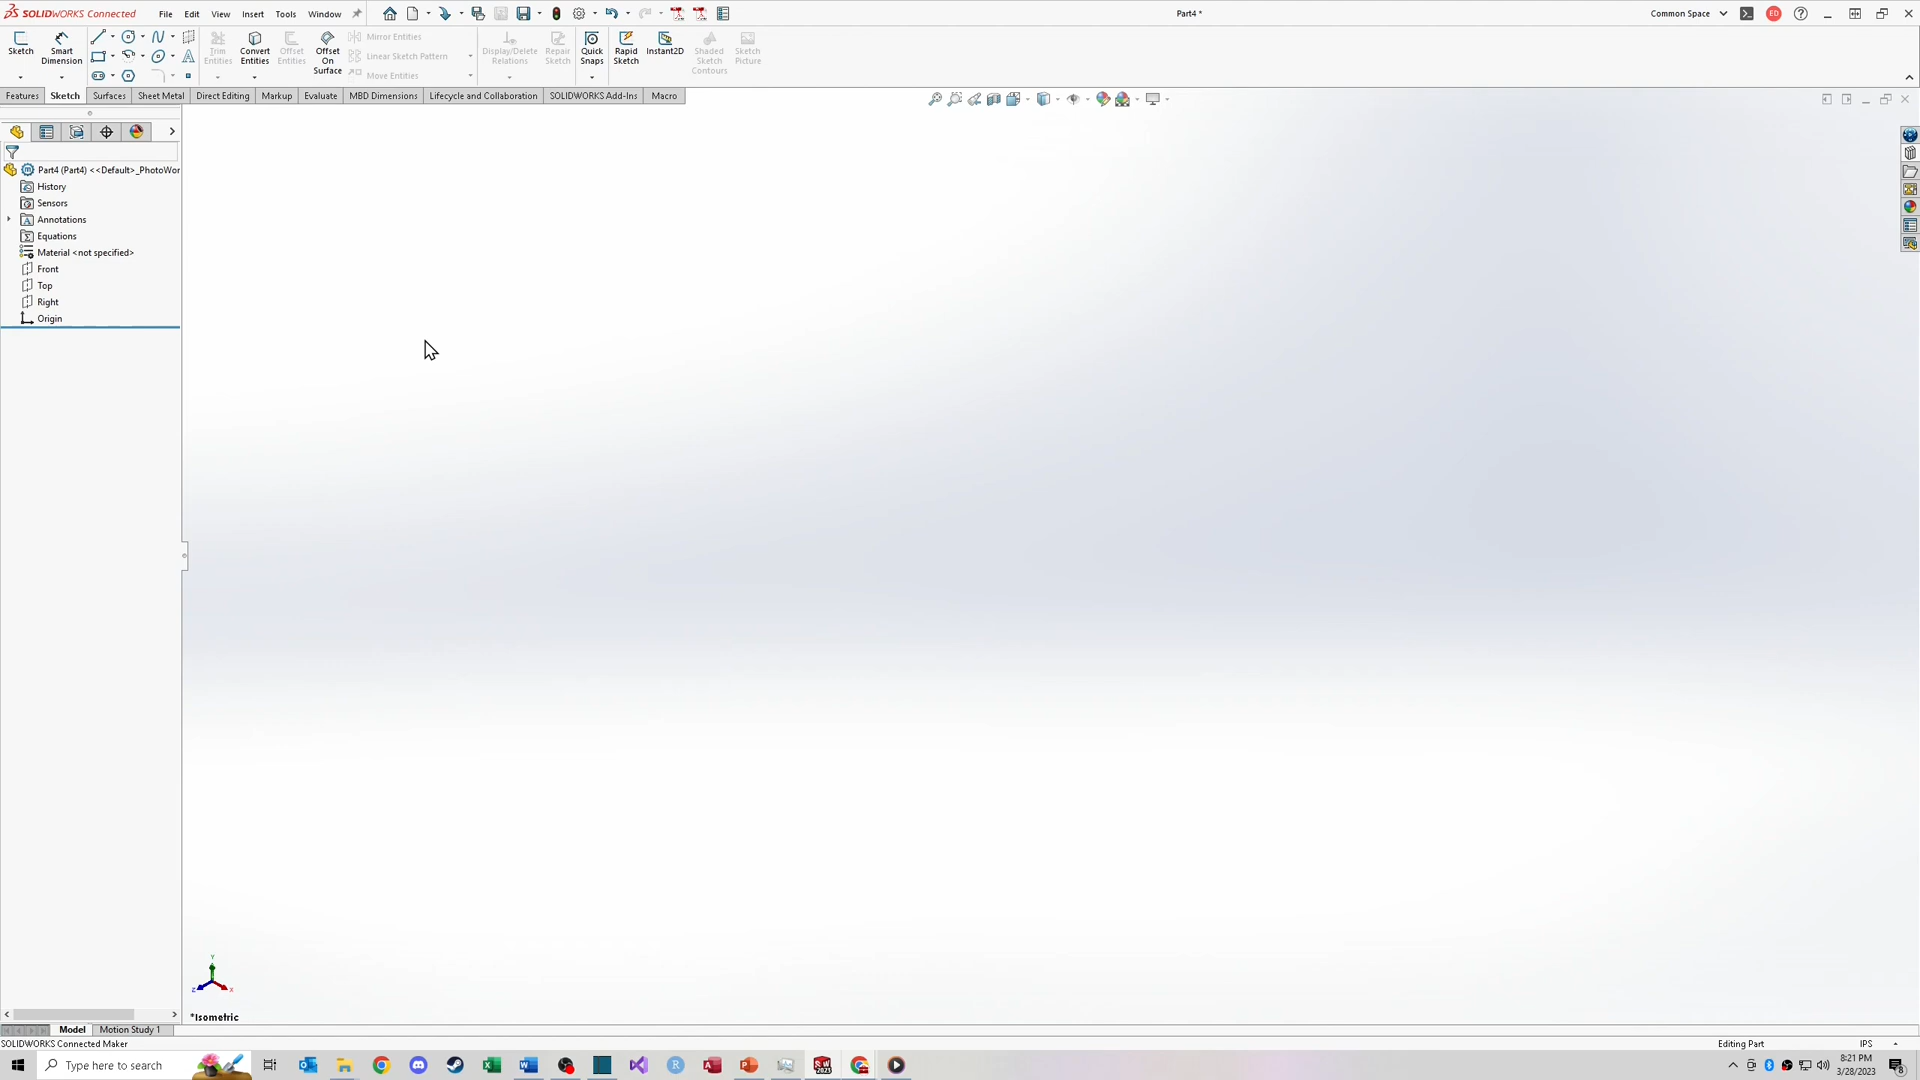 SOLIDWORKS Connected File Edit View Insert Tools Window Part4 * Common Space ED
Sketch Smart Dimension Trim Entities Convert Entities Offset Entities Offset On Surface Mirror Entities Linear Sketch Pattern Move Entities Display/Delete Relations Repair Sketch Quick Snaps Rapid Sketch Instant2D Shaded Sketch Contours Sketch Picture
Features Sketch Surfaces Sheet Metal Direct Editing Markup Evaluate MBD Dimensions Lifecycle and Collaboration SOLIDWORKS Add-Ins Macro
Part4 (Part4) <<Default>_PhotoWor
History
Sensors
Annotations
Equations
Material <not specified>
Front
Top
Right
Origin
Y
Z X
*Isometric
Model Motion Study 1
SOLIDWORKS Connected Maker Editing Part IPS
Type here to search 8:21 PM
3/28/2023